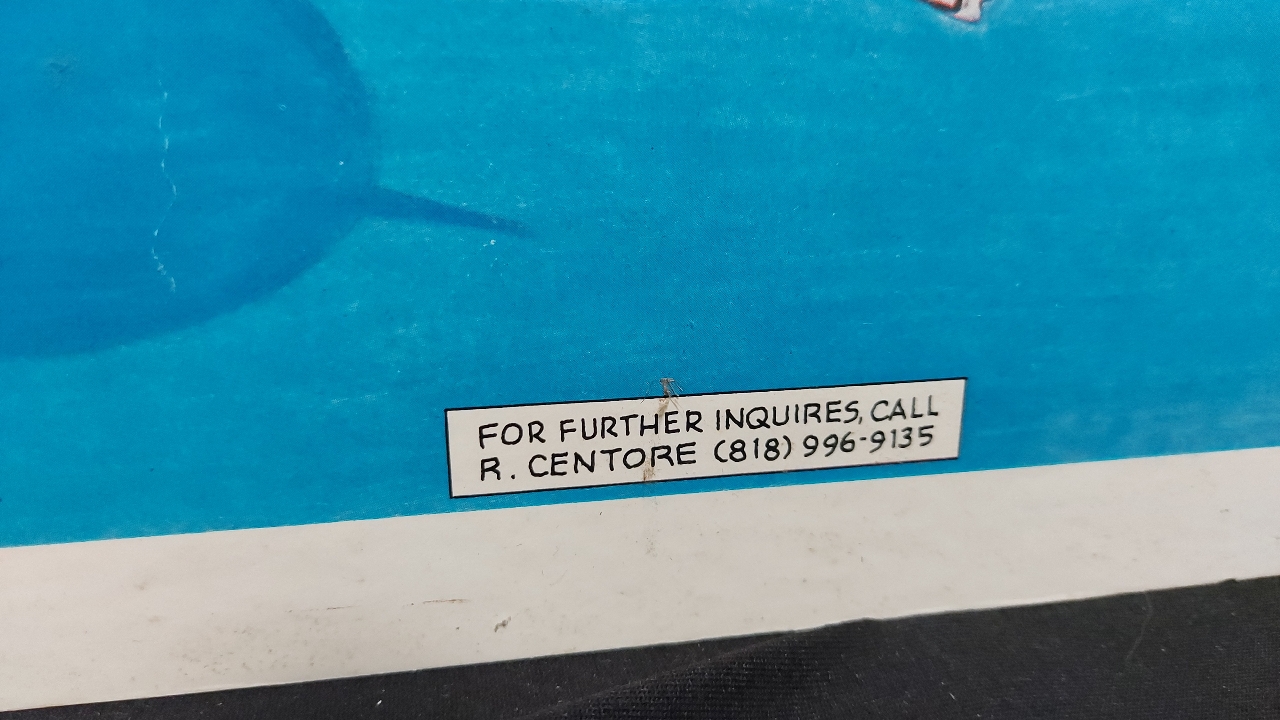 FOR FURTHER INQUIRES, CALL
R. CENTORE (818) 996-9135